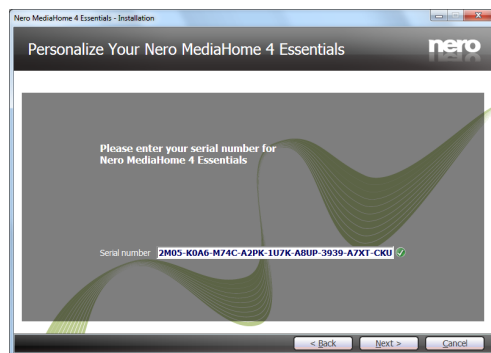 Nero MediaHome 4 Essentials - Installation
Personalize Your Nero MediaHome 4 Essentials
nero
Please enter your serial number for
Nero MediaHome 4 Essentials
Serial number 2M05-K0A6-M74C-A2PK-1U7K-A8UP-3939-A7XT-CKU
< Back Next > Cancel